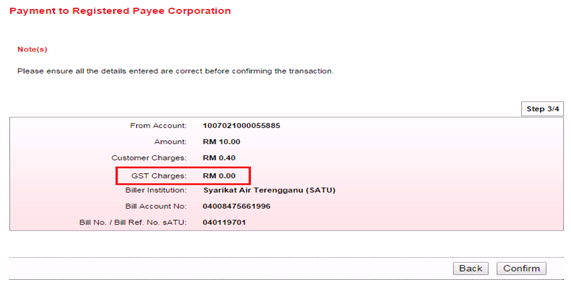 Payment to Registered Payee Corporation
Note(s)
Please ensure all the details entered are correct before confirming the transaction.
Step 3/4
From Account: 1007021000055885
Amount: RM 10.00
Customer Charges: RM 0.40
GST Charges: RM 0.00
Biller Institution: Syarikat Air Terengganu (SATU)
Bill Account No: 04008475661996
Bill No. / Bill Ref. No. sATU: 040119701
Back Confirm